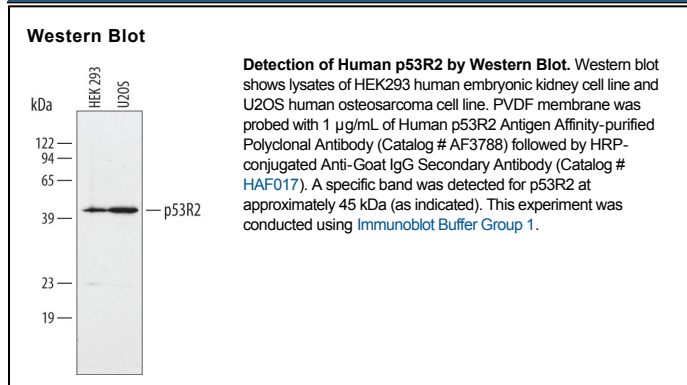 Western Blot
HEK 293
U2OS
kDa
122
94
65
39
23
19
p53R2
Detection of Human p53R2 by Western Blot. Western blot
shows lysates of HEK293 human embryonic kidney cell line and
U2OS human osteosarcoma cell line. PVDF membrane was
probed with 1 µg/mL of Human p53R2 Antigen Affinity-purified
Polyclonal Antibody (Catalog # AF3788) followed by HRP-
conjugated Anti-Goat IgG Secondary Antibody (Catalog #
HAF017). A specific band was detected for p53R2 at
approximately 45 kDa (as indicated). This experiment was
conducted using Immunoblot Buffer Group 1.